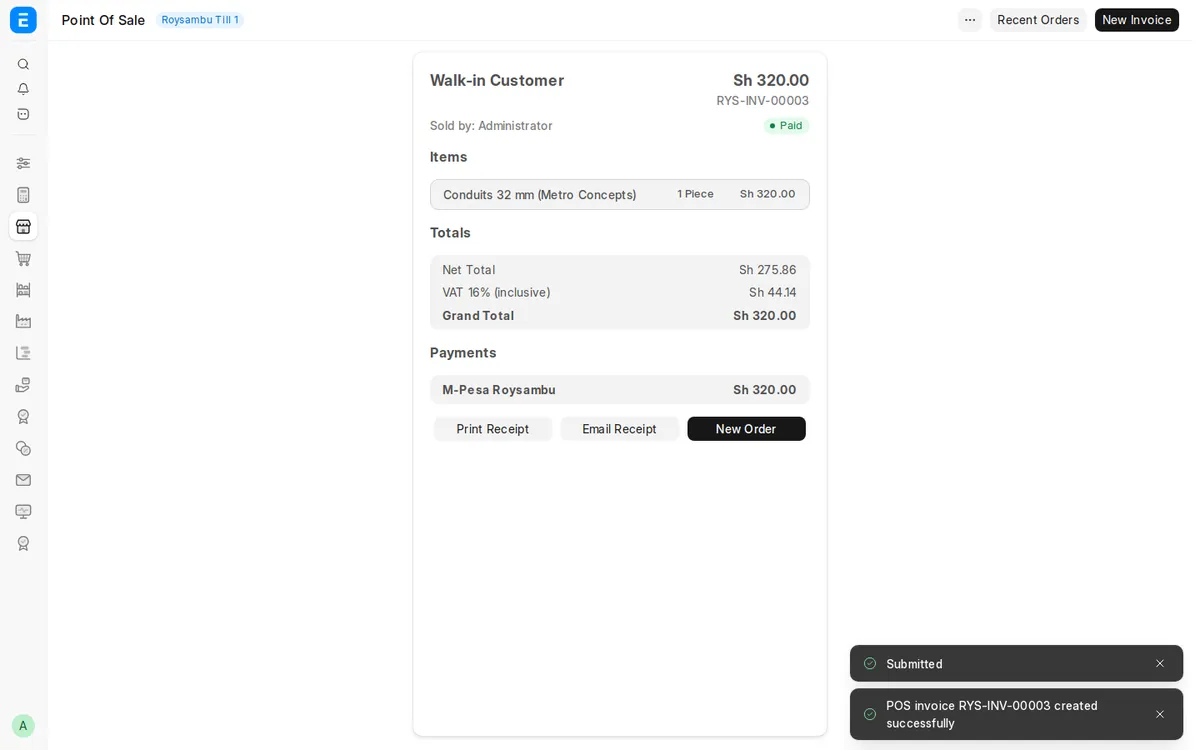 Point Of Sale Roysambu Till 1 ... Recent Orders New Invoice
Walk-in Customer Sh 320.00
RYS-INV-00003
Sold by: Administrator Paid
Items
Conduits 32 mm (Metro Concepts) 1 Piece Sh 320.00
Totals
Net Total Sh 275.86
VAT 16% (inclusive) Sh 44.14
Grand Total Sh 320.00
Payments
M-Pesa Roysambu Sh 320.00
Print Receipt Email Receipt New Order
Submitted
POS invoice RYS-INV-00003 created
successfully
A